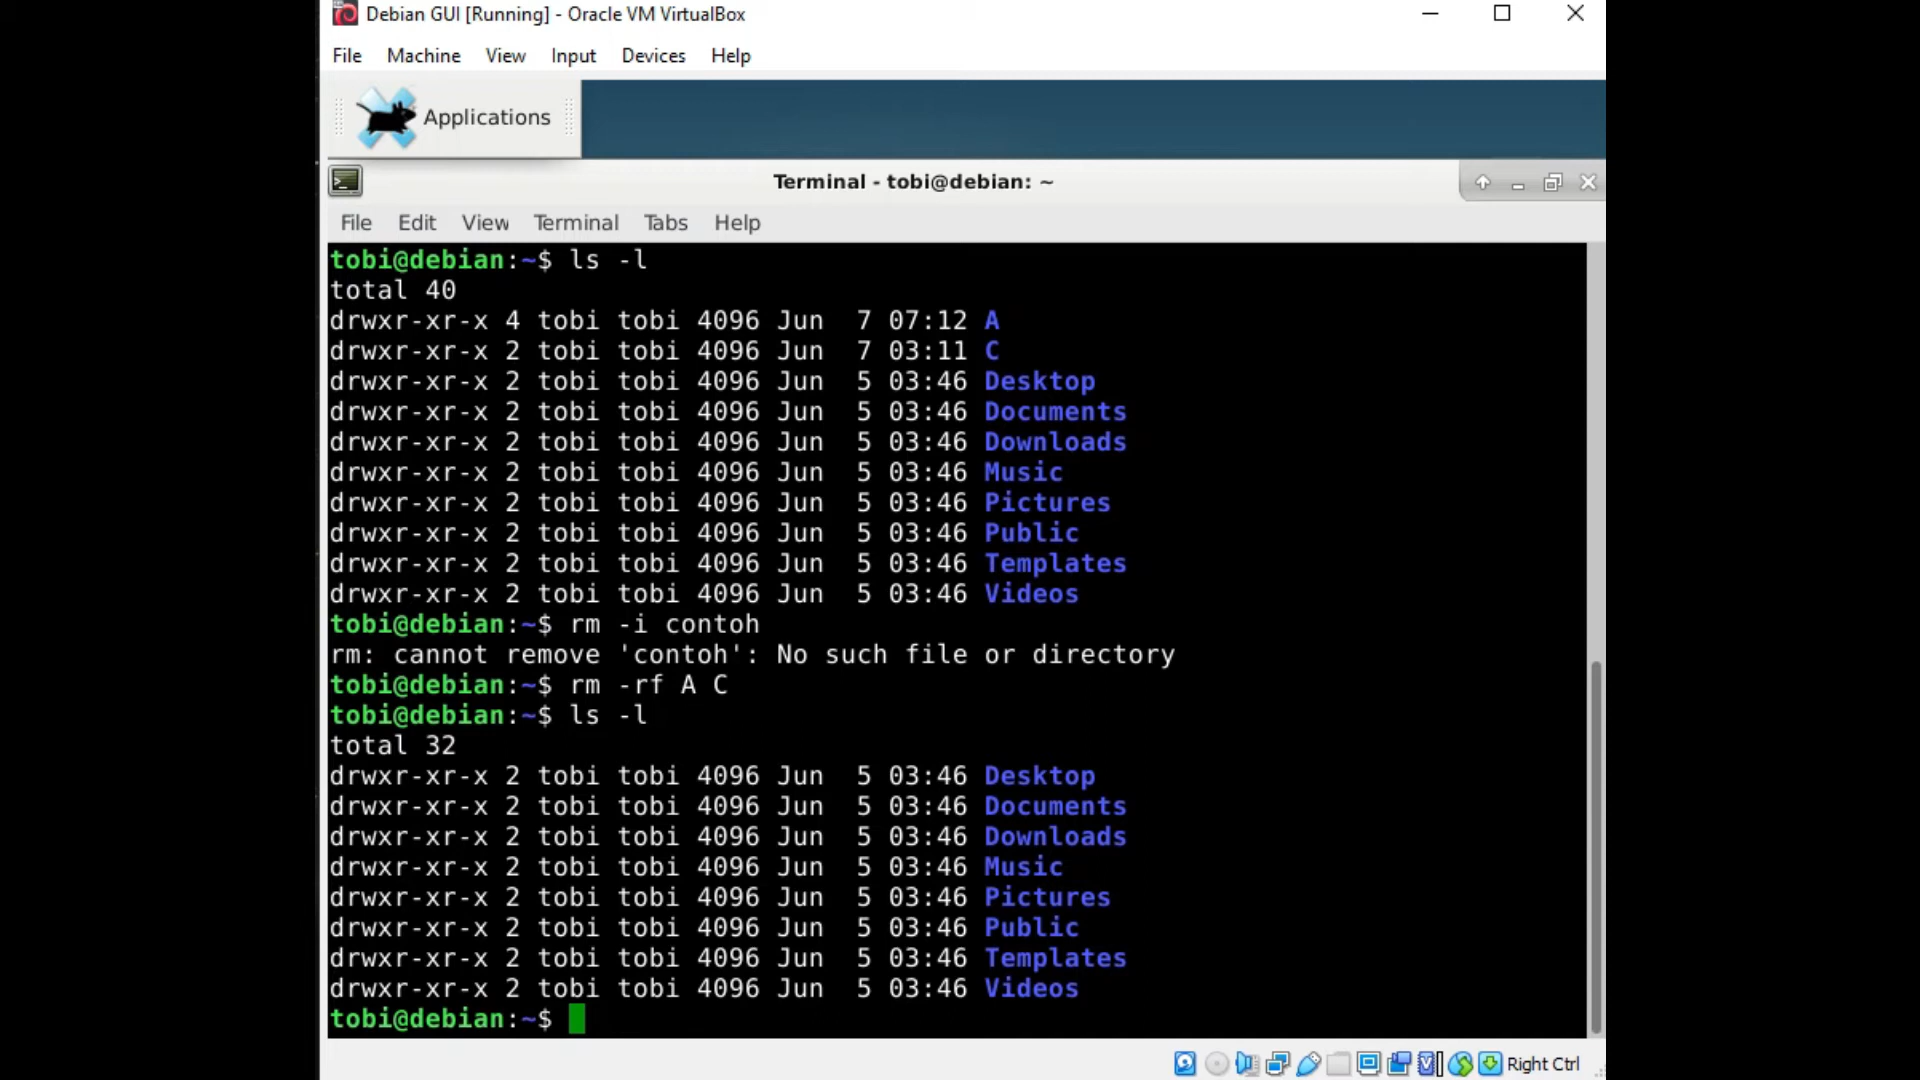 Debian GUI [Running] - Oracle VM VirtualBox
File Machine View Input Devices Help
Applications
Terminal - tobi@debian: ~
File Edit View Terminal Tabs Help
tobi@debian:~$ ls -l
total 40
drwxr-xr-x 4 tobi tobi 4096 Jun  7 07:12 A
drwxr-xr-x 2 tobi tobi 4096 Jun  7 03:11 C
drwxr-xr-x 2 tobi tobi 4096 Jun  5 03:46 Desktop
drwxr-xr-x 2 tobi tobi 4096 Jun  5 03:46 Documents
drwxr-xr-x 2 tobi tobi 4096 Jun  5 03:46 Downloads
drwxr-xr-x 2 tobi tobi 4096 Jun  5 03:46 Music
drwxr-xr-x 2 tobi tobi 4096 Jun  5 03:46 Pictures
drwxr-xr-x 2 tobi tobi 4096 Jun  5 03:46 Public
drwxr-xr-x 2 tobi tobi 4096 Jun  5 03:46 Templates
drwxr-xr-x 2 tobi tobi 4096 Jun  5 03:46 Videos
tobi@debian:~$ rm -i contoh
rm: cannot remove 'contoh': No such file or directory
tobi@debian:~$ rm -rf A C
tobi@debian:~$ ls -l
total 32
drwxr-xr-x 2 tobi tobi 4096 Jun  5 03:46 Desktop
drwxr-xr-x 2 tobi tobi 4096 Jun  5 03:46 Documents
drwxr-xr-x 2 tobi tobi 4096 Jun  5 03:46 Downloads
drwxr-xr-x 2 tobi tobi 4096 Jun  5 03:46 Music
drwxr-xr-x 2 tobi tobi 4096 Jun  5 03:46 Pictures
drwxr-xr-x 2 tobi tobi 4096 Jun  5 03:46 Public
drwxr-xr-x 2 tobi tobi 4096 Jun  5 03:46 Templates
drwxr-xr-x 2 tobi tobi 4096 Jun  5 03:46 Videos
tobi@debian:~$
Right Ctrl